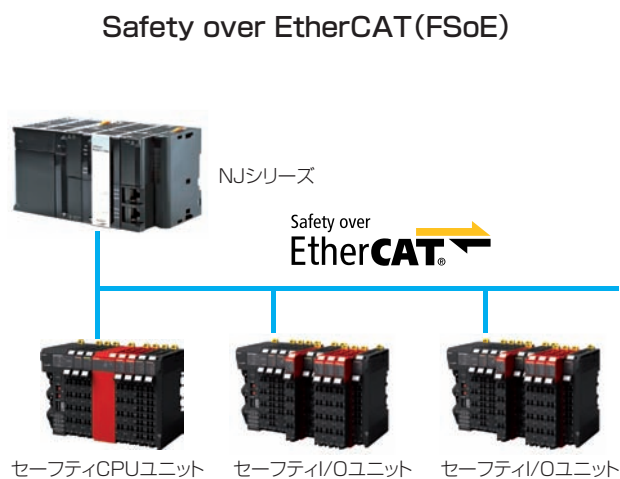 Safety over EtherCAT(FSoE)
NJシリーズ
Safety over
EtherCAT®
セーフティCPUユニット
セーフティI/Oユニット
セーフティI/Oユニット